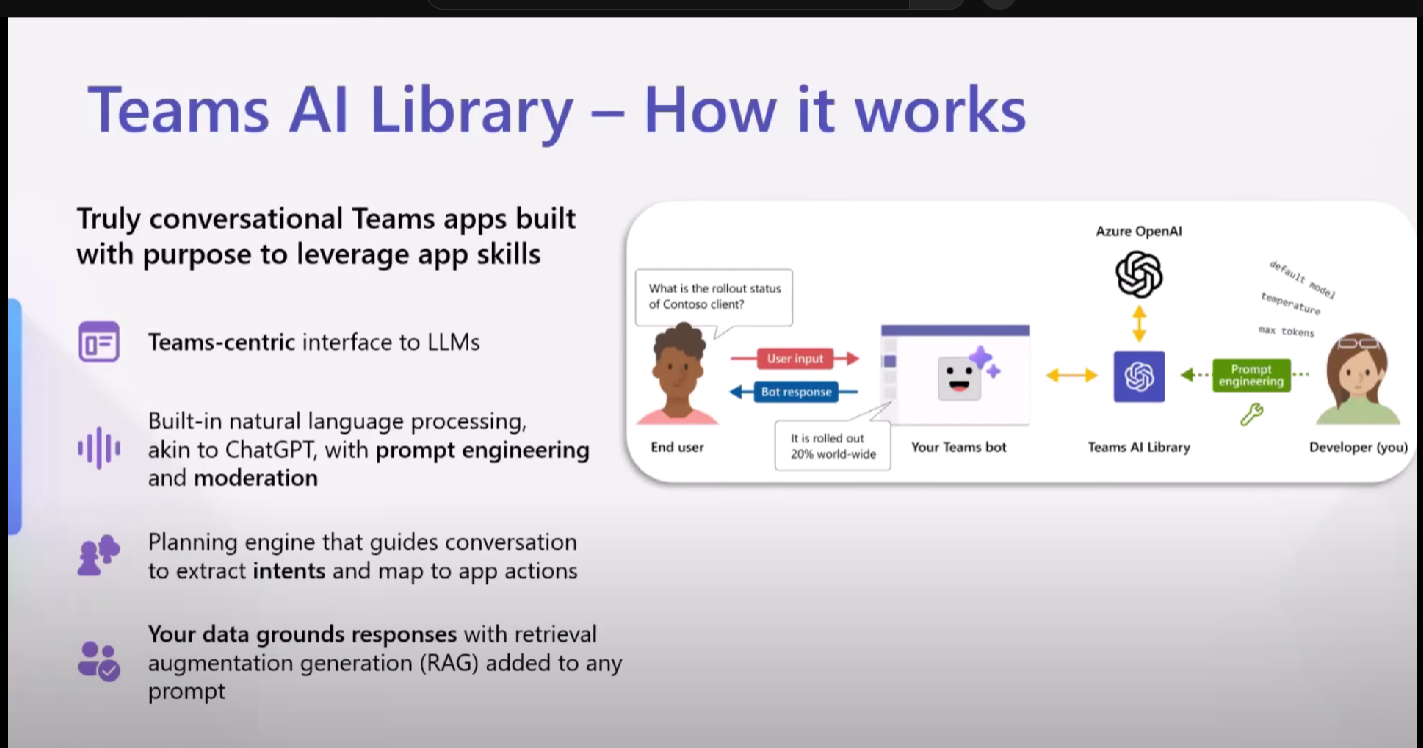 Teams AI Library – How it works
Truly conversational Teams apps built
with purpose to leverage app skills
Teams-centric interface to LLMs
Built-in natural language processing,
akin to ChatGPT, with prompt engineering
and moderation
Planning engine that guides conversation
to extract intents and map to app actions
Your data grounds responses with retrieval
augmentation generation (RAG) added to any
prompt
What is the rollout status
of Contoso client?
End user
User input
Bot response
It is rolled out
20% world-wide
Your Teams bot
Azure OpenAI
Teams AI Library
default model
temperature
max tokens
Prompt
engineering
Developer (you)